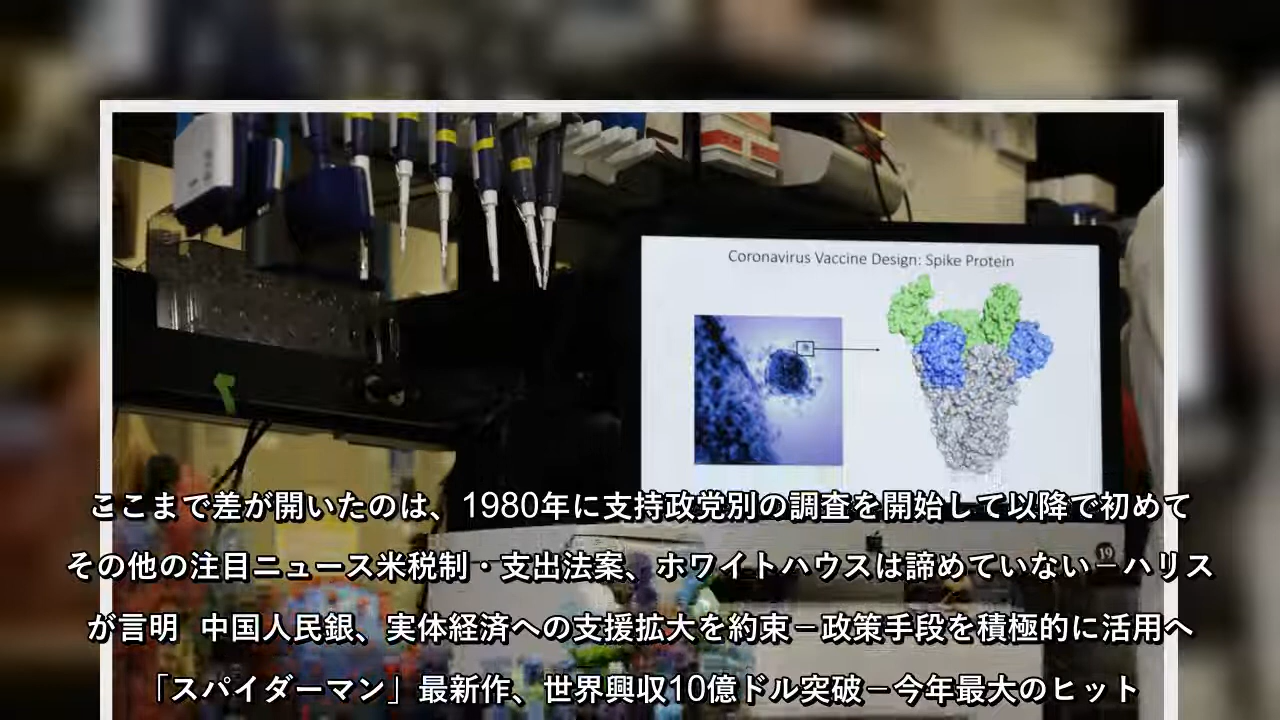 Coronavirus Vaccine Design: Spike Protein
ここまで差が開いたのは、1980年に支持政党別の調査を開始して以降で初めて
その他の注目ニュース米税制・支出法案、ホワイトハウスは諦めていない－ハリス
が言明 中国人民銀、実体経済への支援拡大を約束－政策手段を積極的に活用へ
「スパイダーマン」最新作、世界興収10億ドル突破－今年最大のヒット
19